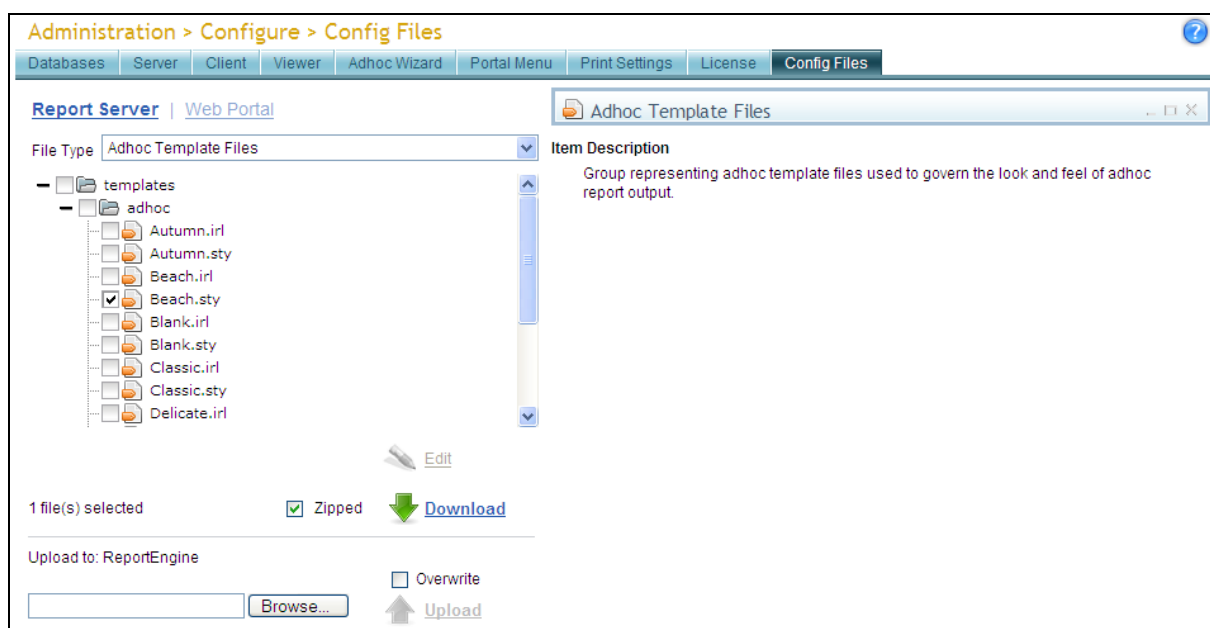 Administration > Configure > Config Files
?
Databases Server Client Viewer Adhoc Wizard Portal Menu Print Settings License Config Files
Report Server | Web Portal
File Type Adhoc Template Files
templates
adhoc
Autumn.irl
Autumn.sty
Beach.irl
Beach.sty
Blank.irl
Blank.sty
Classic.irl
Classic.sty
Delicate.irl
Edit
1 file(s) selected Zipped Download
Upload to: ReportEngine
Overwrite
Browse... Upload
Adhoc Template Files
Item Description
Group representing adhoc template files used to govern the look and feel of adhoc
report output.